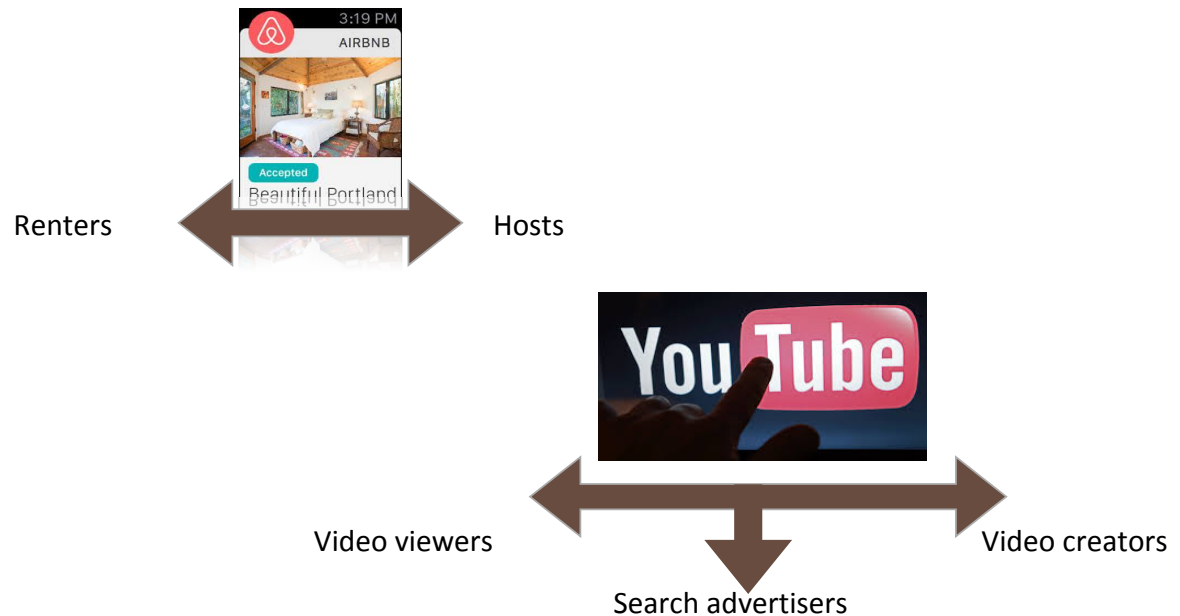 3:19 PM
AIRBNB
Accepted
Beautiful Portland
Renters
Hosts
YouTube
Video viewers
Video creators
Search advertisers